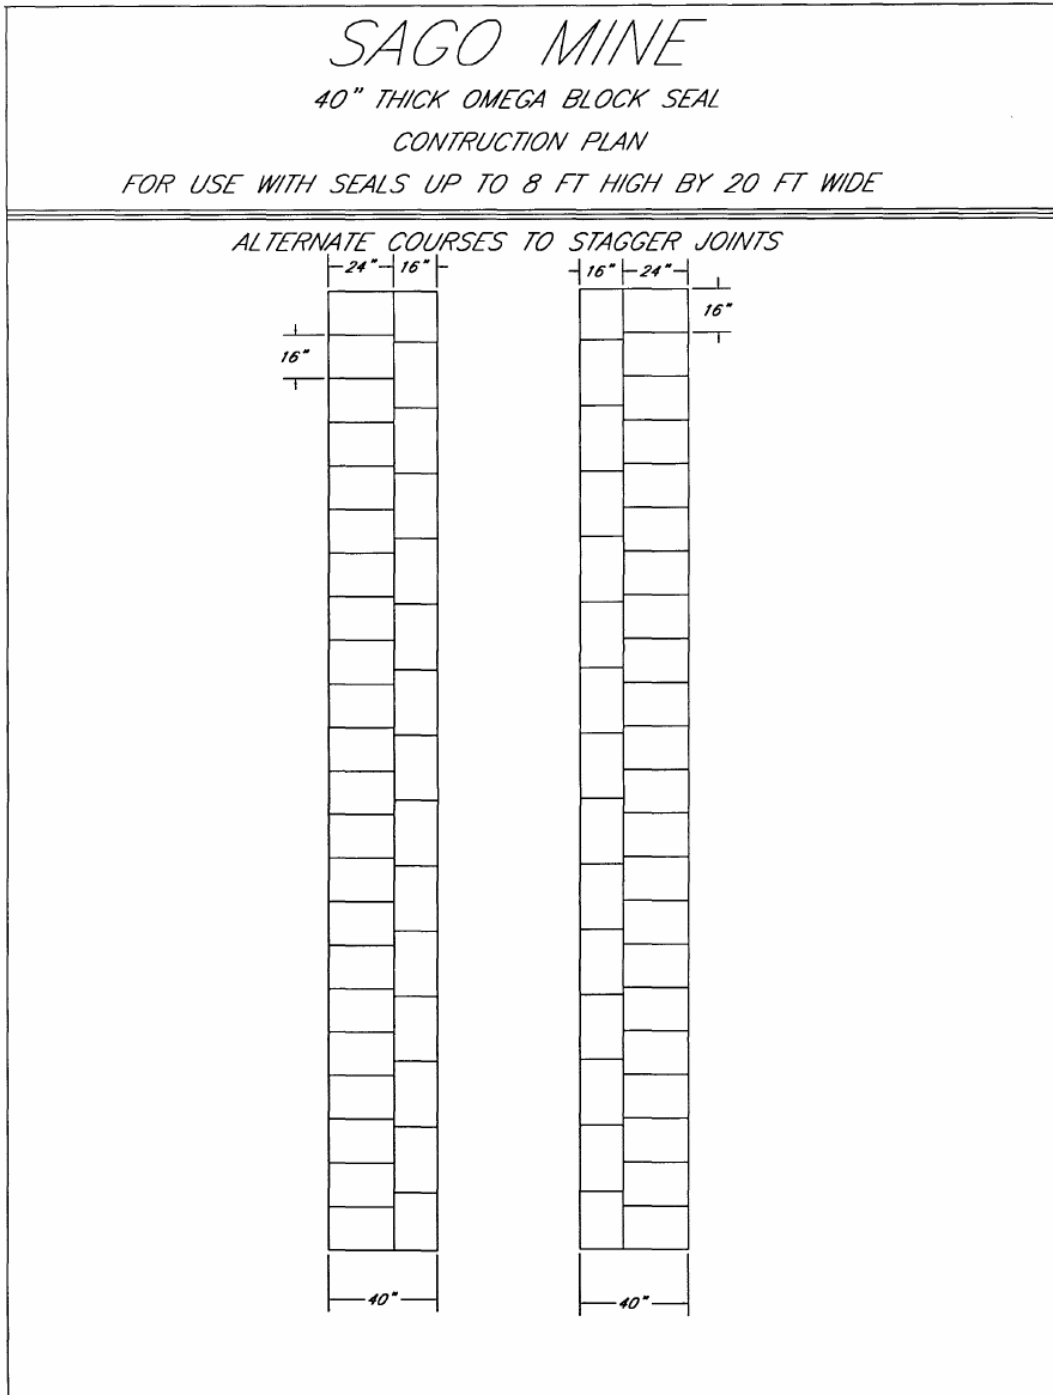 SAGO MINE
40" THICK OMEGA BLOCK SEAL
CONTRUCTION PLAN
FOR USE WITH SEALS UP TO 8 FT HIGH BY 20 FT WIDE
ALTERNATE COURSES TO STAGGER JOINTS
24" 16" 16" 24"
16"
16"
40" 40"